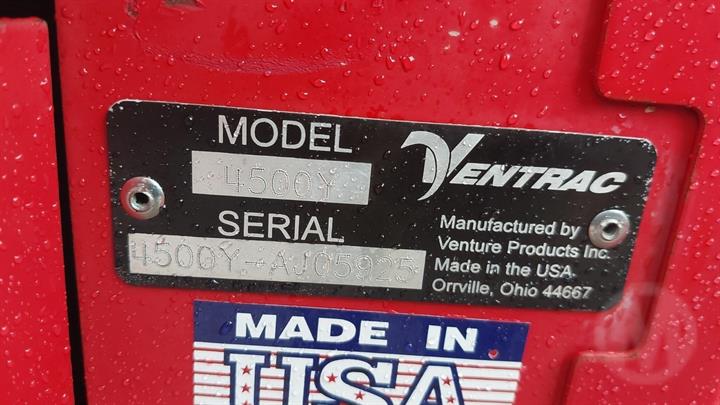 MODEL
4500Y
VENTRAC
SERIAL
4500Y-AJ05925
Manufactured by
Venture Products Inc.
Made in the USA
Orrville, Ohio 44667
MADE IN
USA